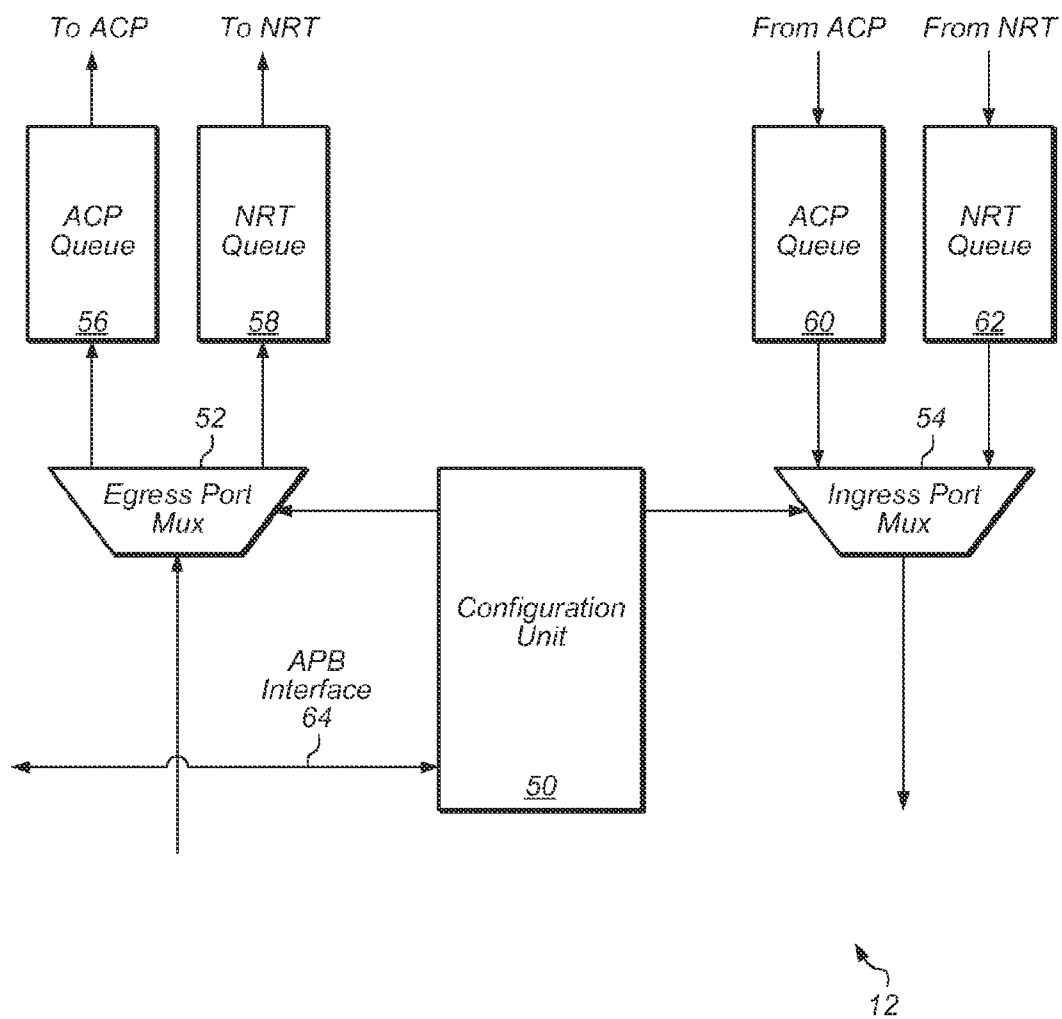 To ACP
To NRT
From ACP
From NRT
ACP
Queue
56
NRT
Queue
58
ACP
Queue
60
NRT
Queue
62
52
54
Egress Port
Mux
Ingress Port
Mux
Configuration
Unit
50
APB
Interface
64
12